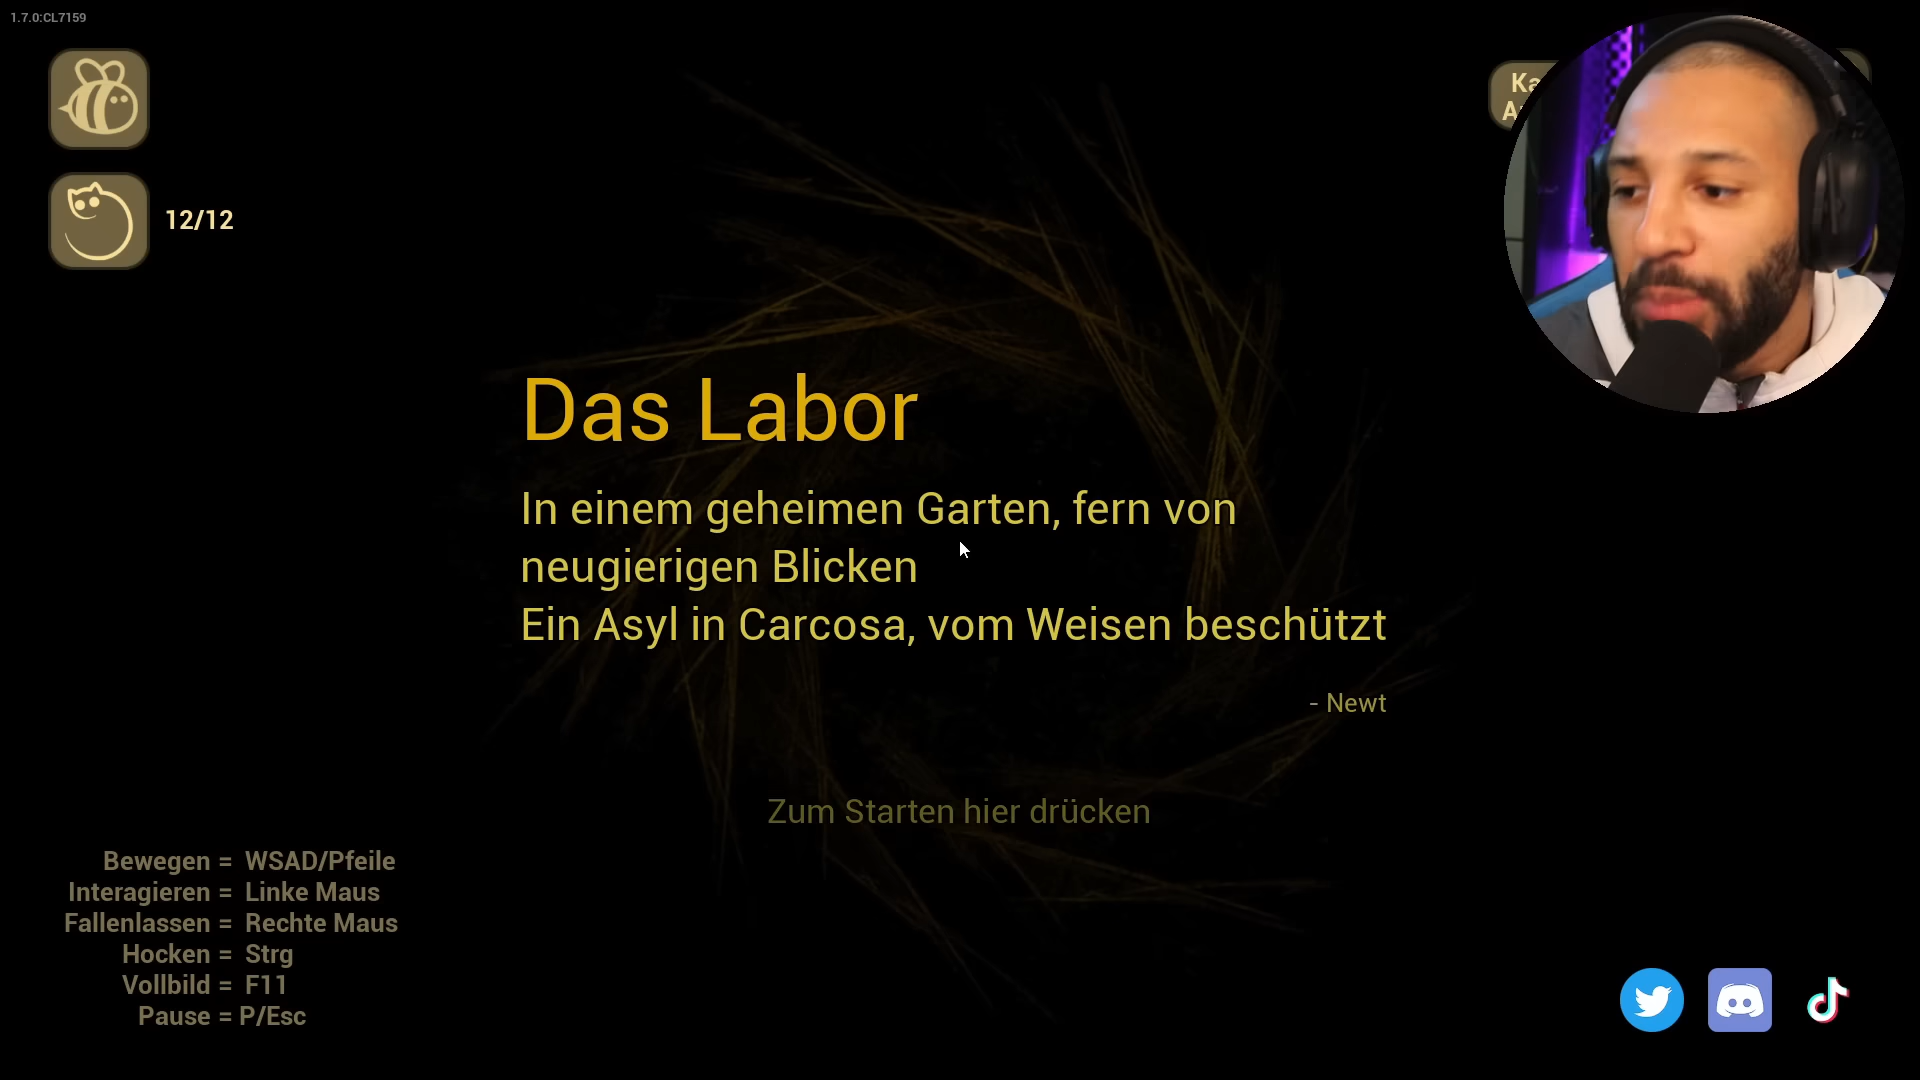 1.7.0:CL7159
12/12
Das Labor
In einem geheimen Garten, fern von
neugierigen Blicken
Ein Asyl in Carcosa, vom Weisen beschützt
- Newt
Zum Starten hier drücken
Bewegen = WSAD/Pfeile
Interagieren = Linke Maus
Fallenlassen = Rechte Maus
Hocken = Strg
Vollbild = F11
Pause = P/Esc